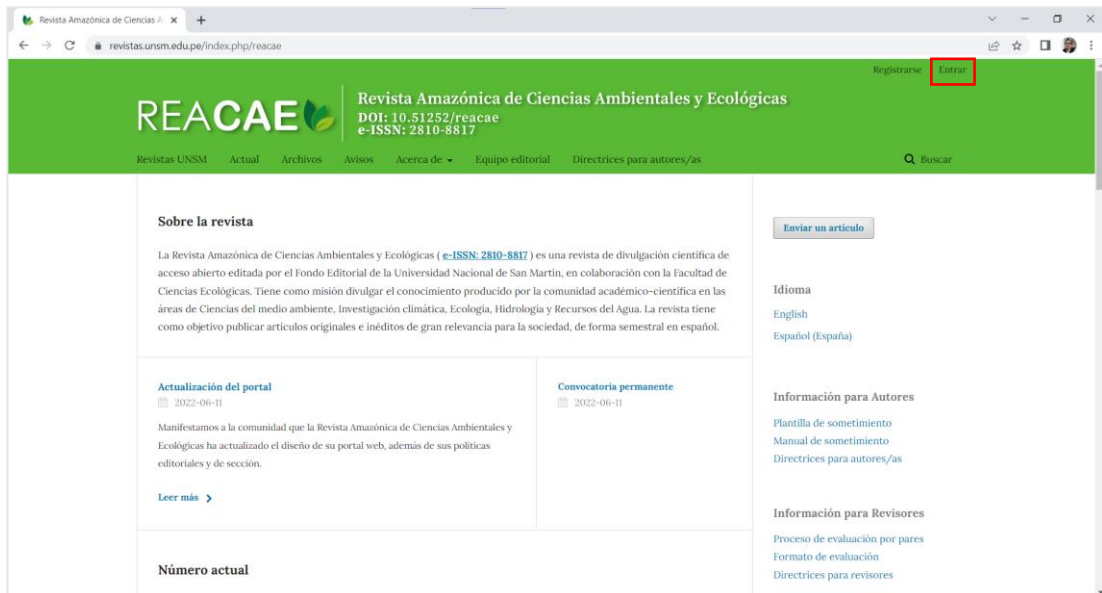 Revista Amazónica de Ciencias A
revistas.unsm.edu.pe/index.php/reacae
Registrarse Entrar
REACAE
Revista Amazónica de Ciencias Ambientales y Ecológicas
DOI: 10.51252/reacae
e-ISSN: 2810-8817
Revistas UNSM Actual Archivos Avisos Acerca de Equipo editorial Directrices para autores/as Buscar
Sobre la revista
La Revista Amazónica de Ciencias Ambientales y Ecológicas ( e-ISSN: 2810-8817 ) es una revista de divulgación científica de
acceso abierto editada por el Fondo Editorial de la Universidad Nacional de San Martín, en colaboración con la Facultad de
Ciencias Ecológicas. Tiene como misión divulgar el conocimiento producido por la comunidad académico-científica en las
áreas de Ciencias del medio ambiente, Investigación climática, Ecología, Hidrología y Recursos del Agua. La revista tiene
como objetivo publicar artículos originales e inéditos de gran relevancia para la sociedad, de forma semestral en español.
Actualización del portal
2022-06-11
Manifestamos a la comunidad que la Revista Amazónica de Ciencias Ambientales y
Ecológicas ha actualizado el diseño de su portal web, además de sus políticas
editoriales y de sección.
Leer más
Convocatoria permanente
2022-06-11
Número actual
Enviar un artículo
Idioma
English
Español (España)
Información para Autores
Plantilla de sometimiento
Manual de sometimiento
Directrices para autores/as
Información para Revisores
Proceso de evaluación por pares
Formato de evaluación
Directrices para revisores